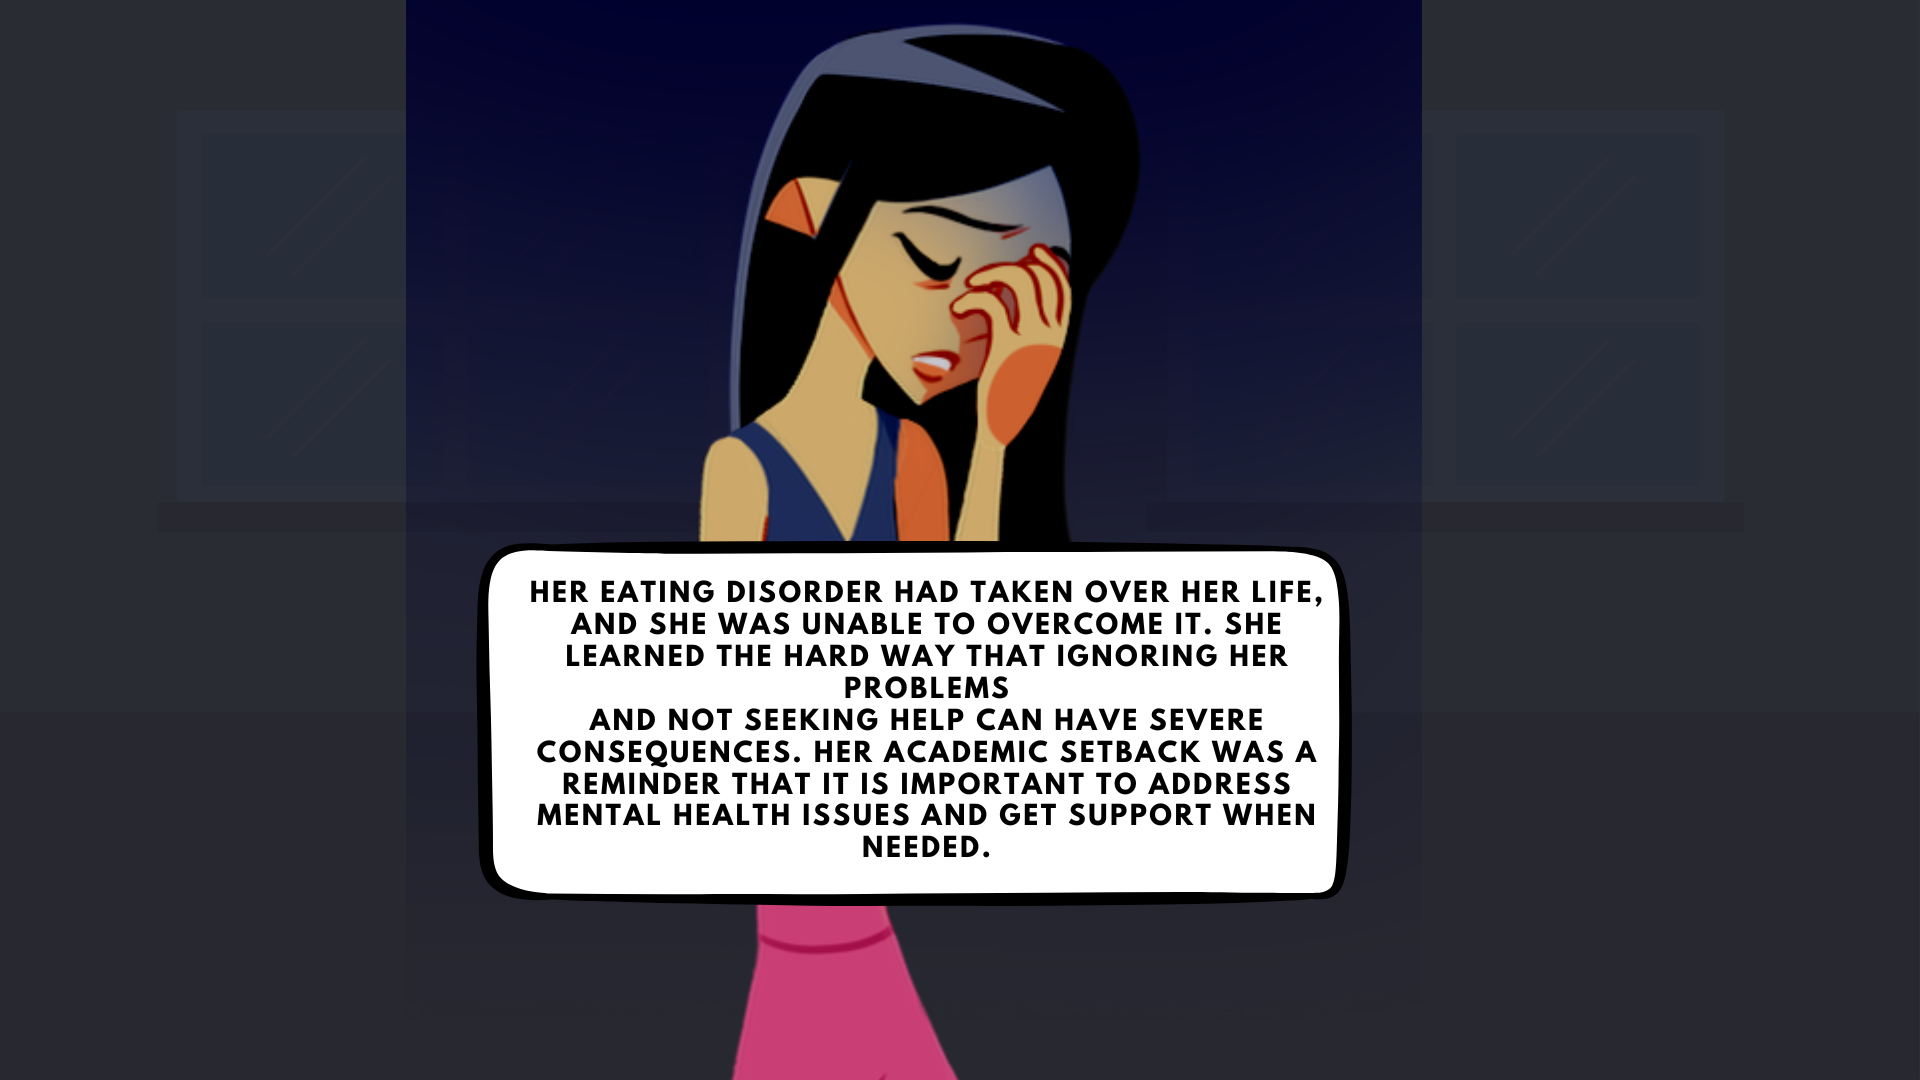 HER EATING DISORDER HAD TAKEN OVER HER LIFE,
AND SHE WAS UNABLE TO OVERCOME IT. SHE
LEARNED THE HARD WAY THAT IGNORING HER
PROBLEMS
AND NOT SEEKING HELP CAN HAVE SEVERE
CONSEQUENCES. HER ACADEMIC SETBACK WAS A
REMINDER THAT IT IS IMPORTANT TO ADDRESS
MENTAL HEALTH ISSUES AND GET SUPPORT WHEN
NEEDED.